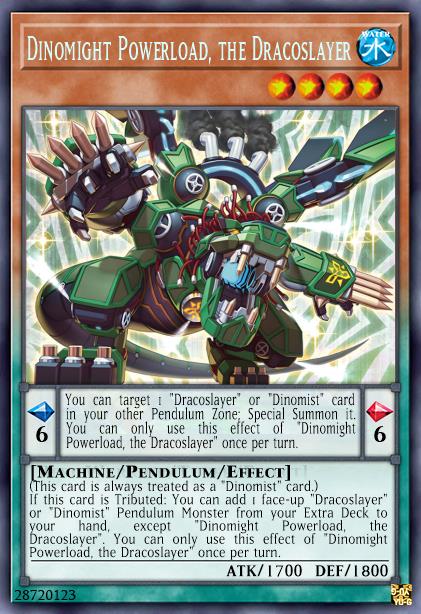 DINOMIGHT POWERLOAD, THE DRACOSLAYER
WATER
水
You can target 1 "Dracoslayer" or "Dinomist" card
in your other Pendulum Zone; Special Summon it.
You can only use this effect of "Dinomight
Powerload, the Dracoslayer" once per turn.
6
6
[MACHINE/PENDULUM/EFFECT]
(This card is always treated as a "Dinomist" card.)
If this card is Tributed: You can add 1 face-up "Dracoslayer"
or "Dinomist" Pendulum Monster from your Extra Deck to
your hand, except "Dinomight Powerload, the
Dracoslayer". You can only use this effect of "Dinomight
Powerload, the Dracoslayer" once per turn.
ATK/1700 DEF/1800
28720123